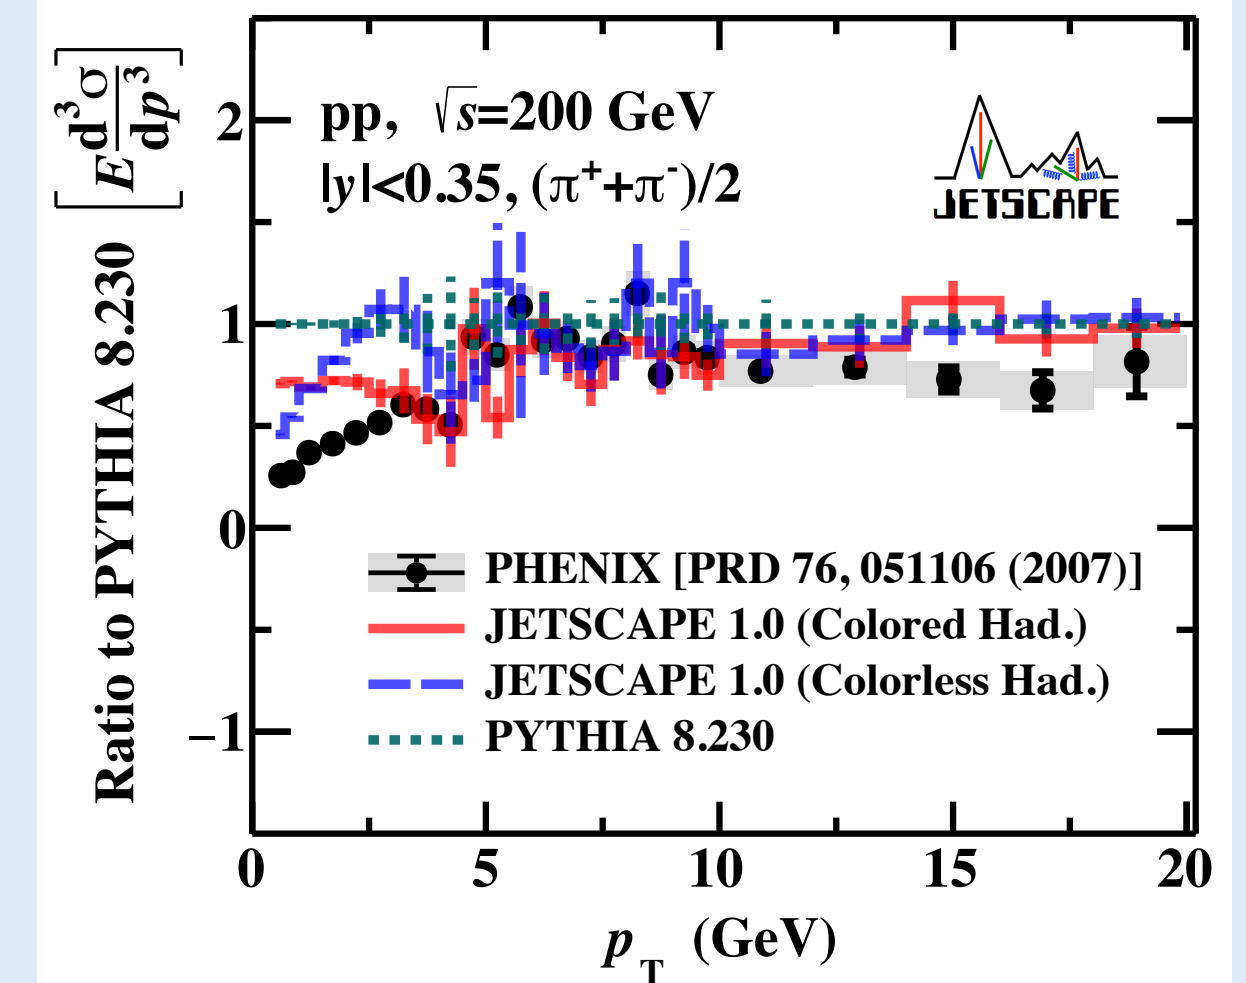 Ratio to PYTHIA 8.230 [E d³σ/dp³]
pp, √s=200 GeV
|y|<0.35, (π⁺+π⁻)/2
JETSCAPE
2
1
0
−1
PHENIX [PRD 76, 051106 (2007)]
JETSCAPE 1.0 (Colored Had.)
JETSCAPE 1.0 (Colorless Had.)
PYTHIA 8.230
0 5 10 15 20
p_T (GeV)